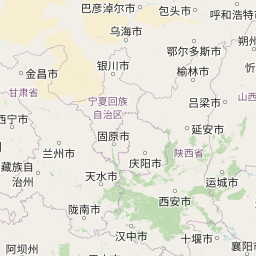 巴彦淖尔市
包头市
呼和浩特
乌海市
鄂尔多斯市
朔州
银川市
金昌市
榆林市
忻
甘肃省
宁夏回族
自治区
吕梁市
山西
西宁市
固原市
延安市
兰州市
庆阳市
陕西省
藏族自
治州
天水市
运城市
西安市
陇南市
汉中市
十堰市
阿坝州
襄阳市